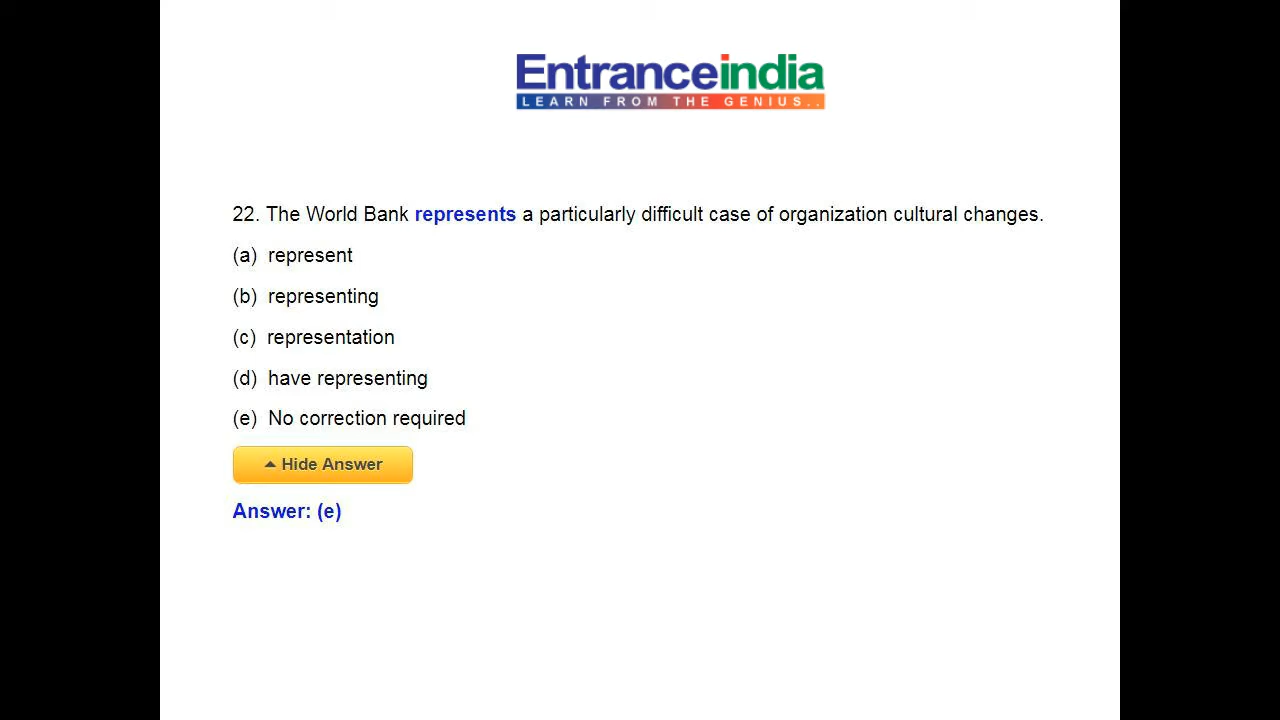 Entranceindia
LEARN FROM THE GENIUS..
22. The World Bank represents a particularly difficult case of organization cultural changes.
(a) represent
(b) representing
(c) representation
(d) have representing
(e) No correction required
Hide Answer
Answer: (e)